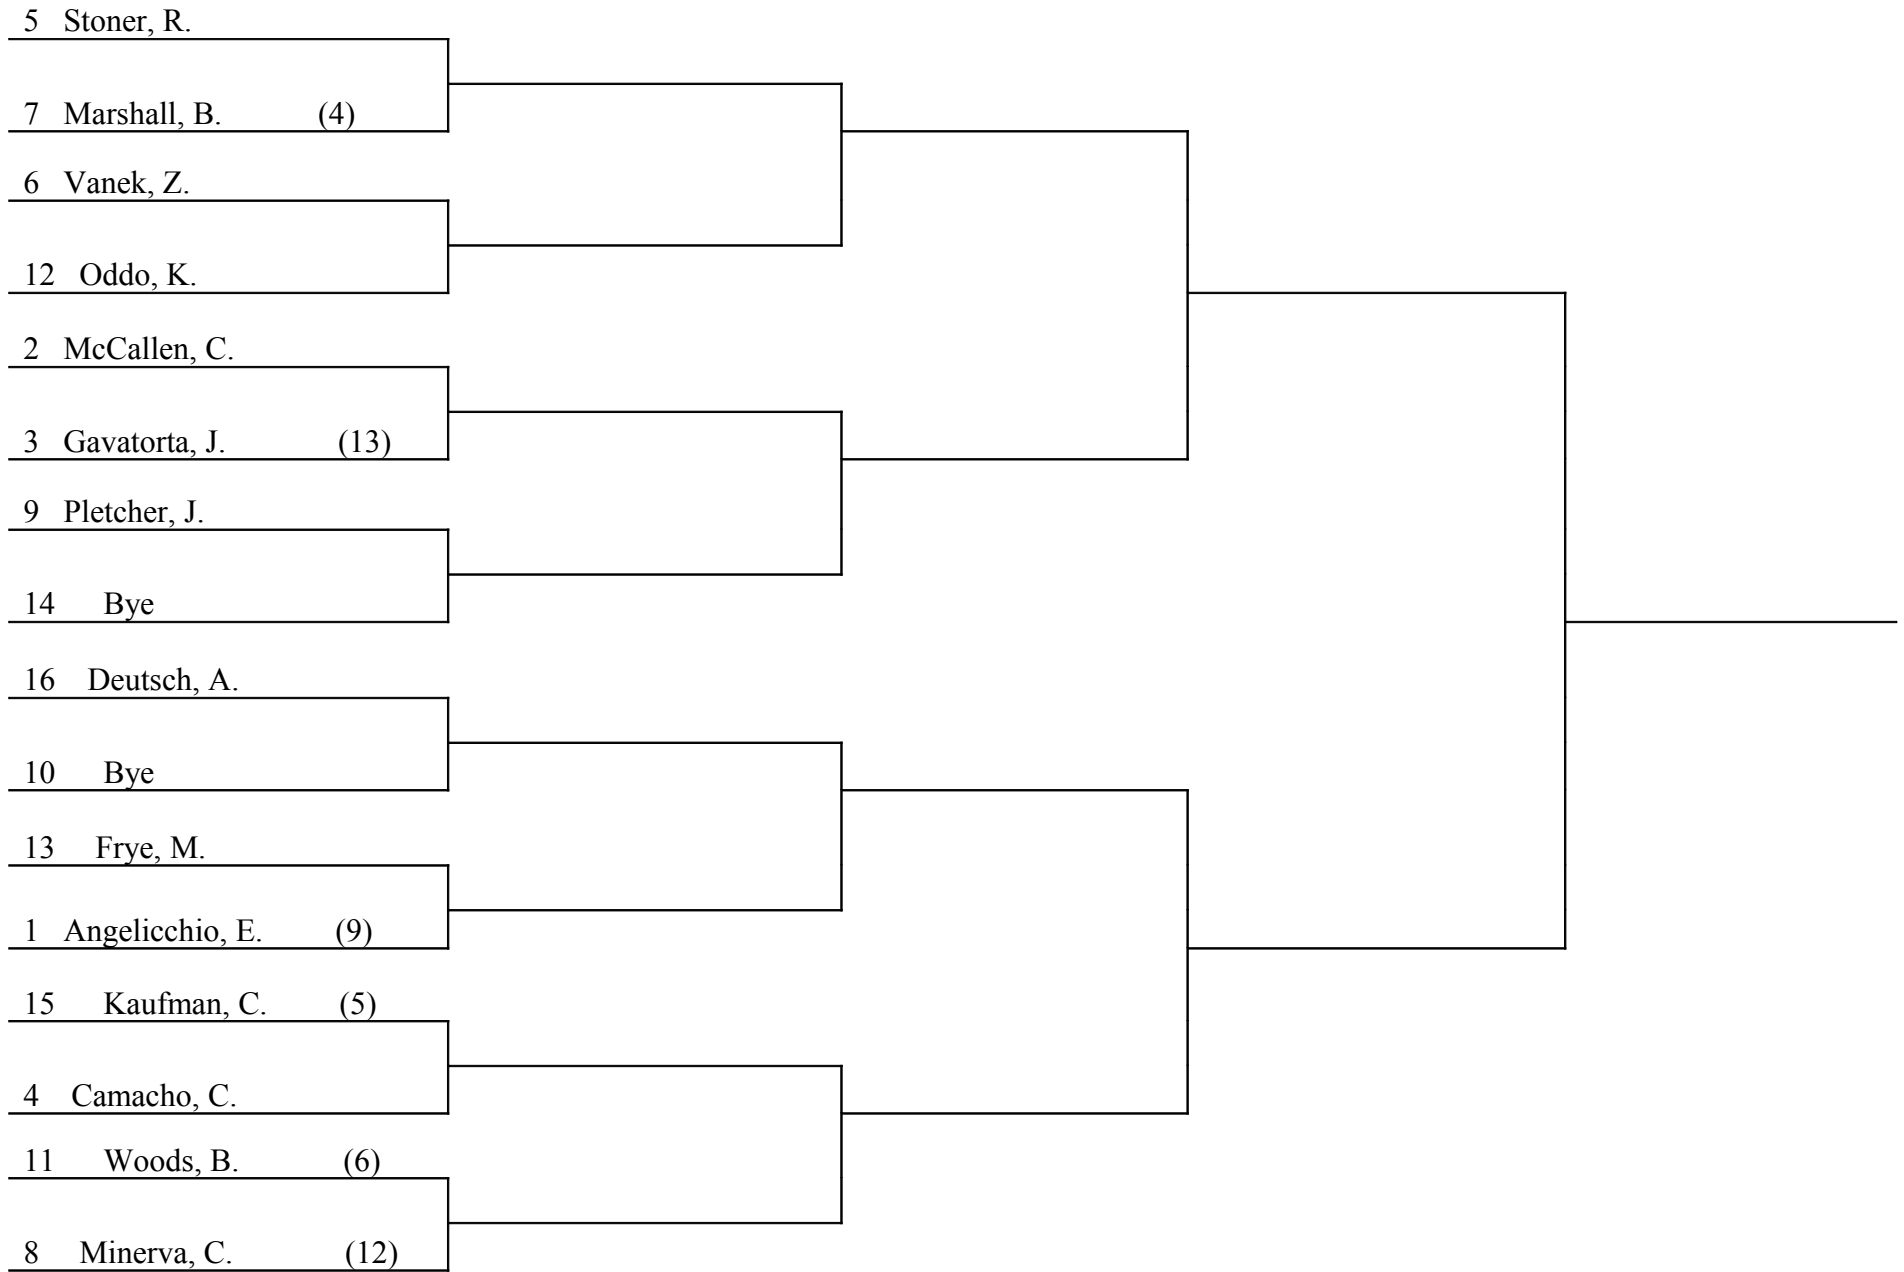 5 Stoner, R.
7 Marshall, B. (4)
6 Vanek, Z.
12 Oddo, K.
2 McCallen, C.
3 Gavatorta, J. (13)
9 Pletcher, J.
14 Bye
16 Deutsch, A.
10 Bye
13 Frye, M.
1 Angelicchio, E. (9)
15 Kaufman, C. (5)
4 Camacho, C.
11 Woods, B. (6)
8 Minerva, C. (12)